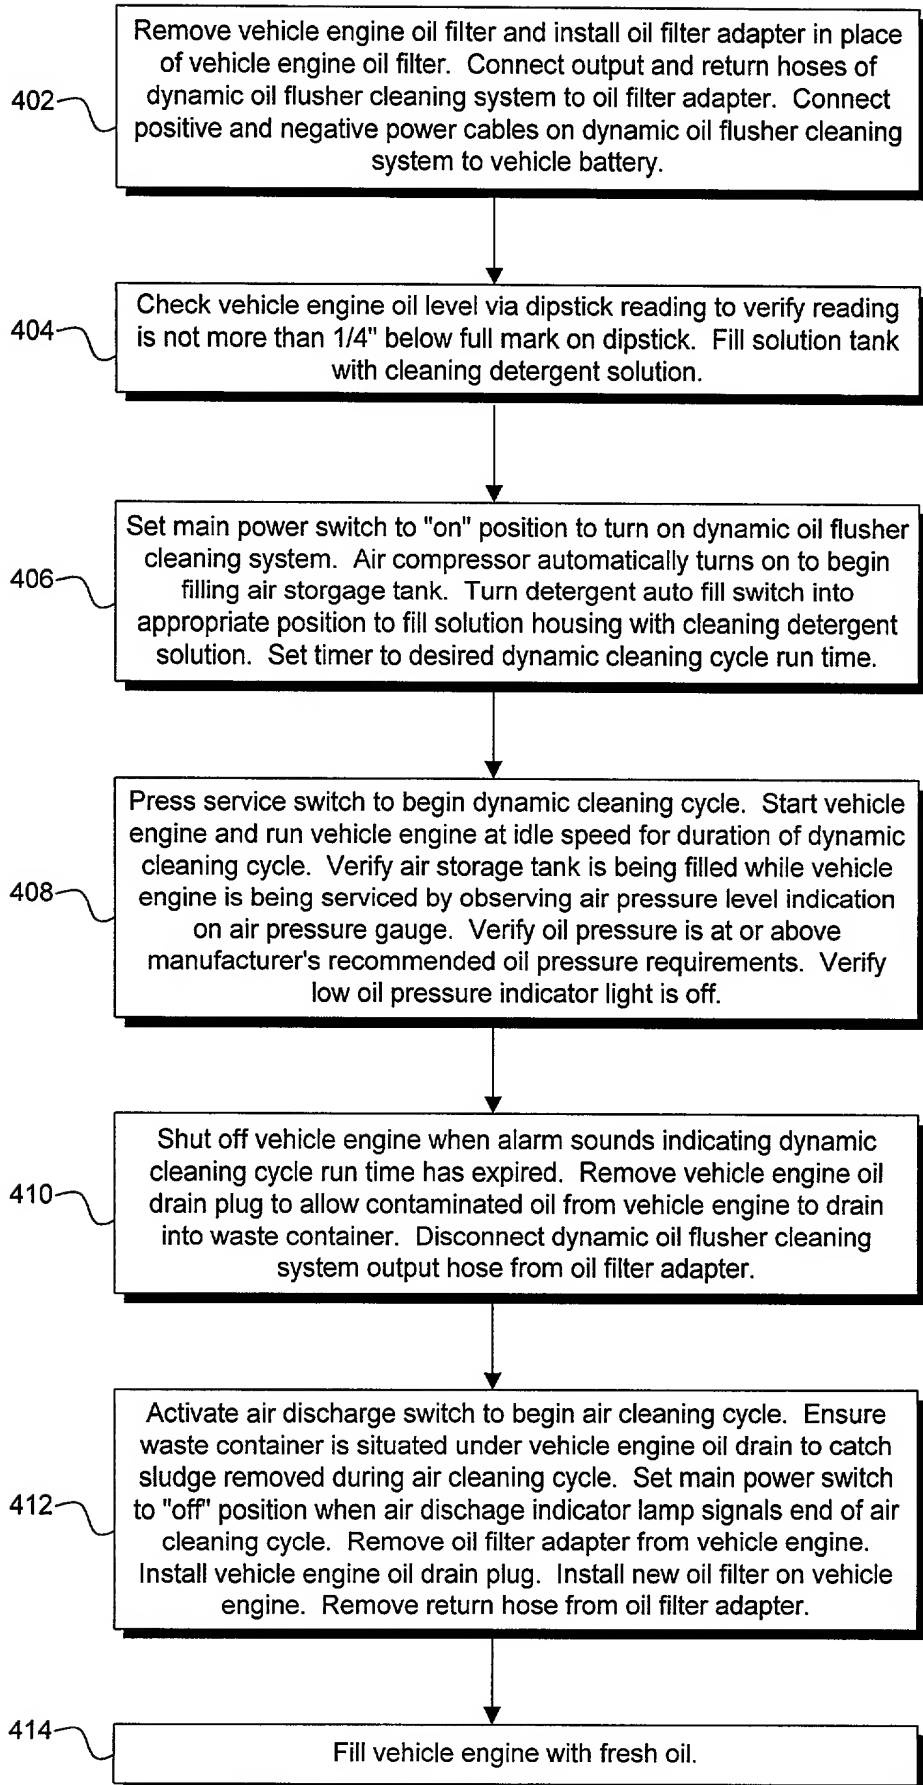 Remove vehicle engine oil filter and install oil filter adapter in place
of vehicle engine oil filter. Connect output and return hoses of
402
dynamic oil flusher cleaning system to oil filter adapter. Connect
positive and negative power cables on dynamic oil flusher cleaning
system to vehicle battery.
Check vehicle engine oil level via dipstick reading to verify reading
404
is not more than 1/4" below full mark on dipstick. Fill solution tank
with cleaning detergent solution.
Set main power switch to "on" position to turn on dynamic oil flusher
cleaning system. Air compressor automatically turns on to begin
406
filling air storgage tank. Turn detergent auto fill switch into
appropriate position to fill solution housing with cleaning detergent
solution. Set timer to desired dynamic cleaning cycle run time.
Press service switch to begin dynamic cleaning cycle. Start vehicle
engine and run vehicle engine at idle speed for duration of dynamic
cleaning cycle. Verify air storage tank is being filled while vehicle
408
engine is being serviced by observing air pressure level indication
on air pressure gauge. Verify oil pressure is at or above
manufacturer's recommended oil pressure requirements. Verify
low oil pressure indicator light is off.
Shut off vehicle engine when alarm sounds indicating dynamic
cleaning cycle run time has expired. Remove vehicle engine oil
410
drain plug to allow contaminated oil from vehicle engine to drain
into waste container. Disconnect dynamic oil flusher cleaning
system output hose from oil filter adapter.
Activate air discharge switch to begin air cleaning cycle. Ensure
waste container is situated under vehicle engine oil drain to catch
sludge removed during air cleaning cycle. Set main power switch
412
to "off" position when air dischage indicator lamp signals end of air
cleaning cycle. Remove oil filter adapter from vehicle engine.
Install vehicle engine oil drain plug. Install new oil filter on vehicle
engine. Remove return hose from oil filter adapter.
414
Fill vehicle engine with fresh oil.